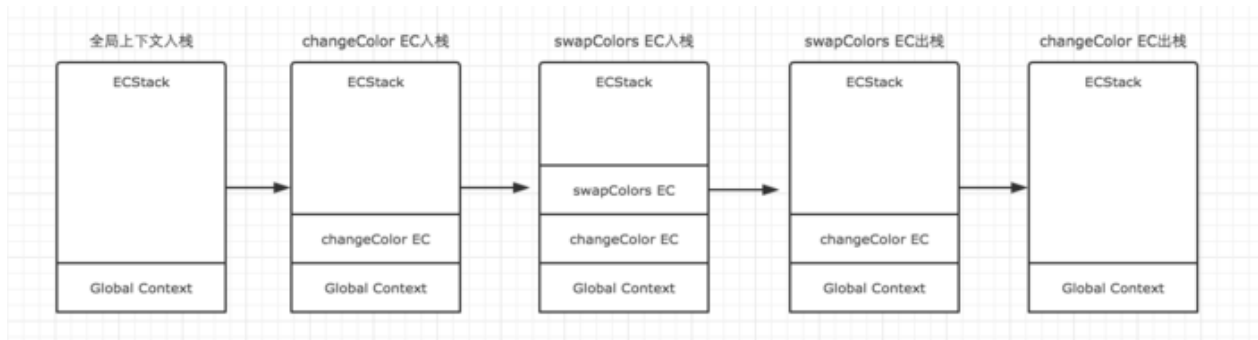 全局上下文入栈
changeColor EC入栈
swapColors EC入栈
swapColors EC出栈
changeColor EC出栈
ECStack
ECStack
ECStack
ECStack
ECStack
swapColors EC
changeColor EC
changeColor EC
changeColor EC
Global Context
Global Context
Global Context
Global Context
Global Context